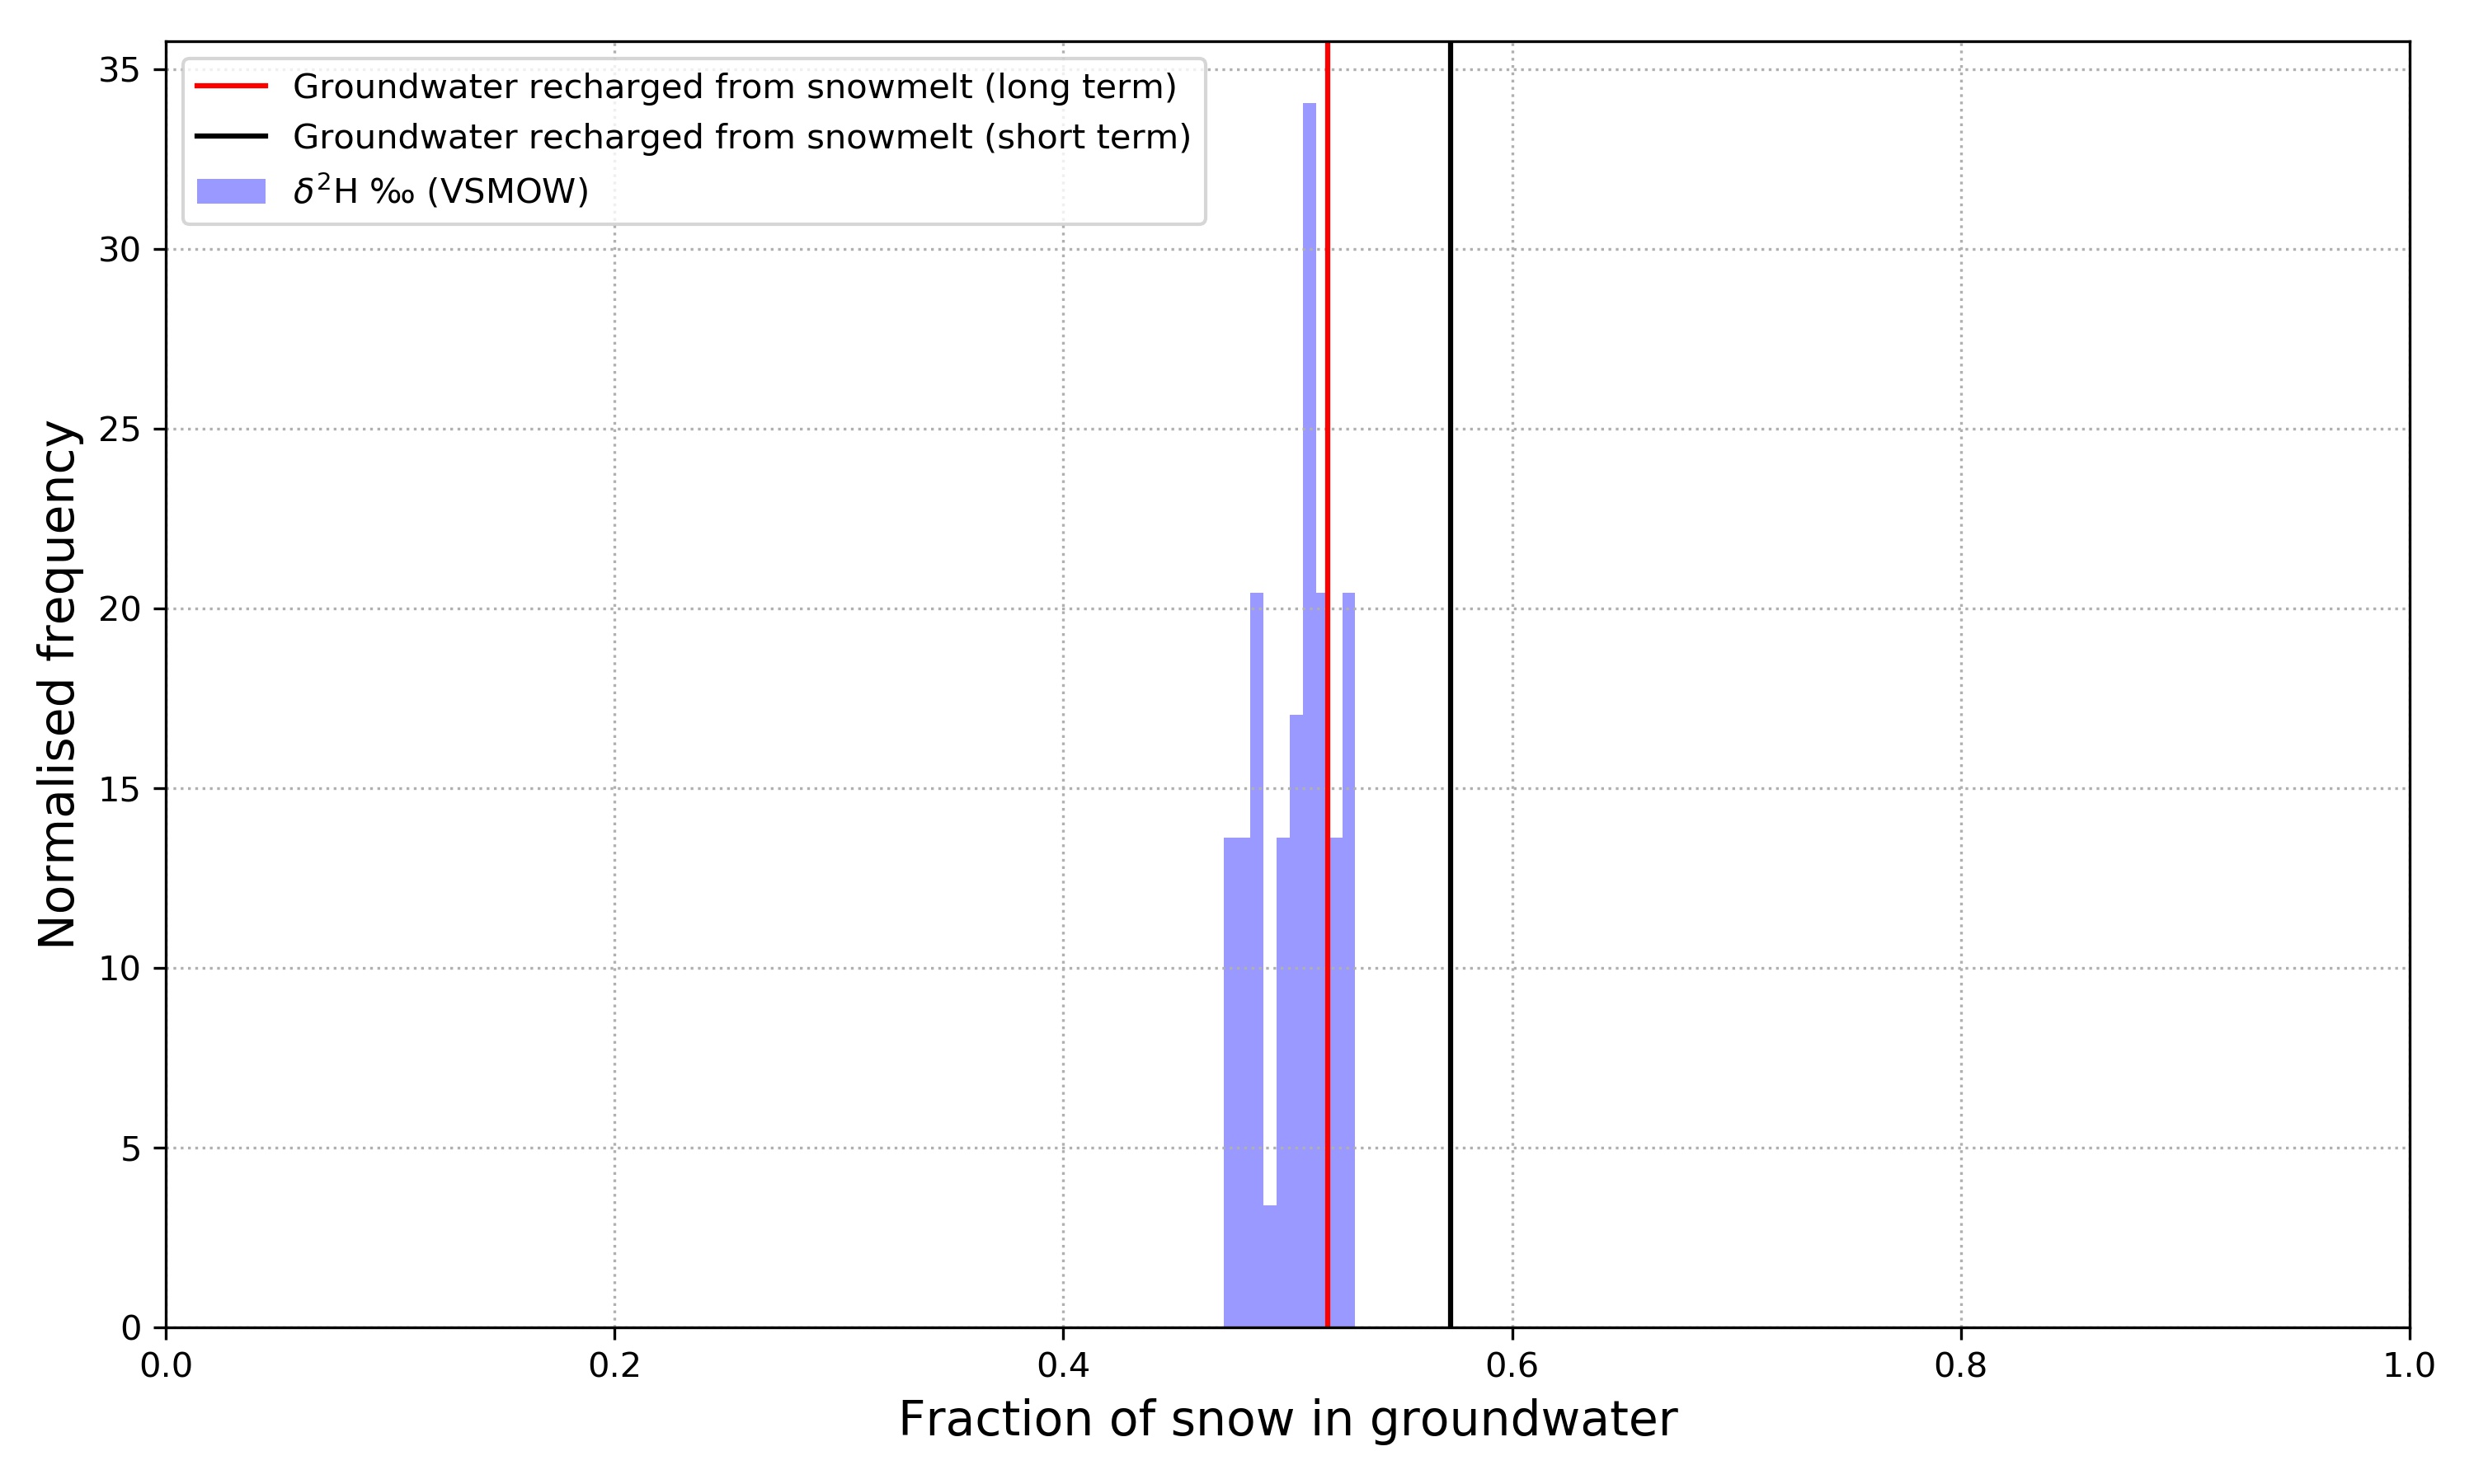 35
30
25
20
15
10
5
0
Normalised frequency
Groundwater recharged from snowmelt (long term)
Groundwater recharged from snowmelt (short term)
δ²H ‰ (VSMOW)
0.0 0.2 0.4 0.6 0.8 1.0
Fraction of snow in groundwater